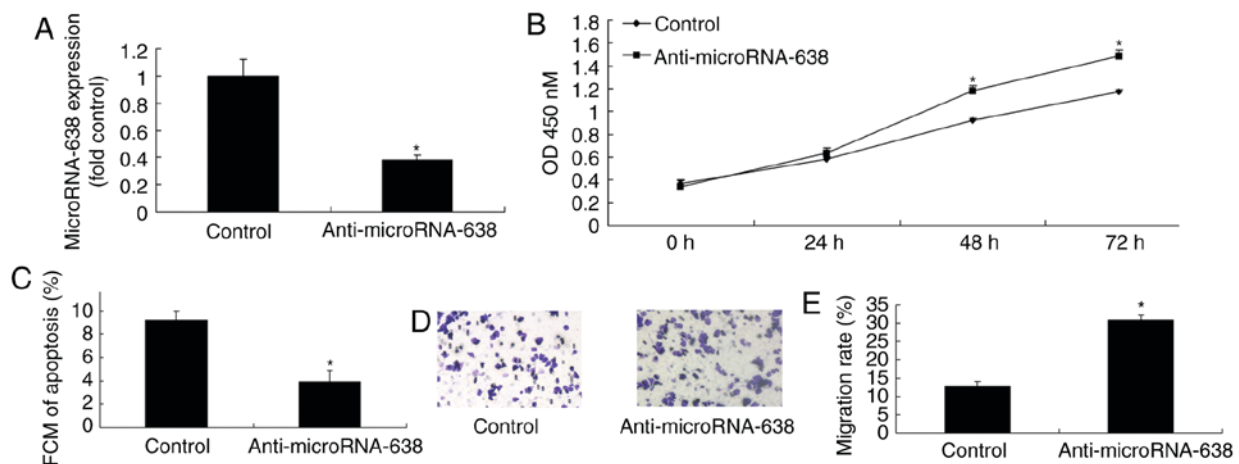 A
MicroRNA-638 expression
(fold control)
1.2
1
0.8
0.6
0.4
0.2
0
*
Control
Anti-microRNA-638
B
OD 450 nM
1.8
1.6
1.4
1.2
1
0.8
0.6
0.4
0.2
0
Control
Anti-microRNA-638
*
*
0 h
24 h
48 h
72 h
C
FCM of apoptosis (%)
10
8
6
4
2
0
*
Control
Anti-microRNA-638
D
Control
Anti-microRNA-638
E
Migration rate (%)
35
30
25
20
15
10
5
0
*
Control
Anti-microRNA-638